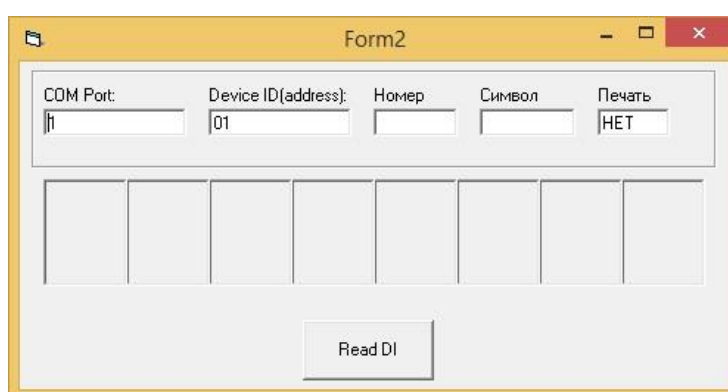 Form2
COM Port: Device ID(address): Номер Символ Печать
1 01 НЕТ
Read DI